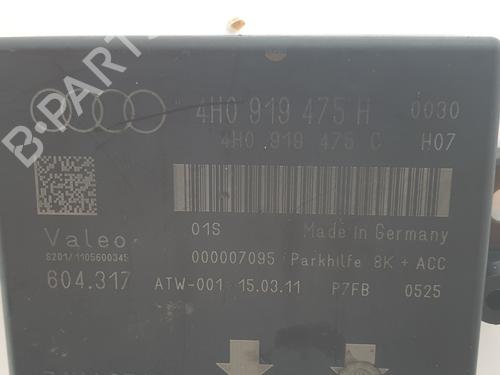 4H0 919 475 H 0030
4H0 919 475 C H07
B-PARTS
01S Made In Germany
Valeo
S201/1105600345 000007095 Parkhilfe 8K + ACC
604.317 ATW-001 15.03.11 P7FB 0525